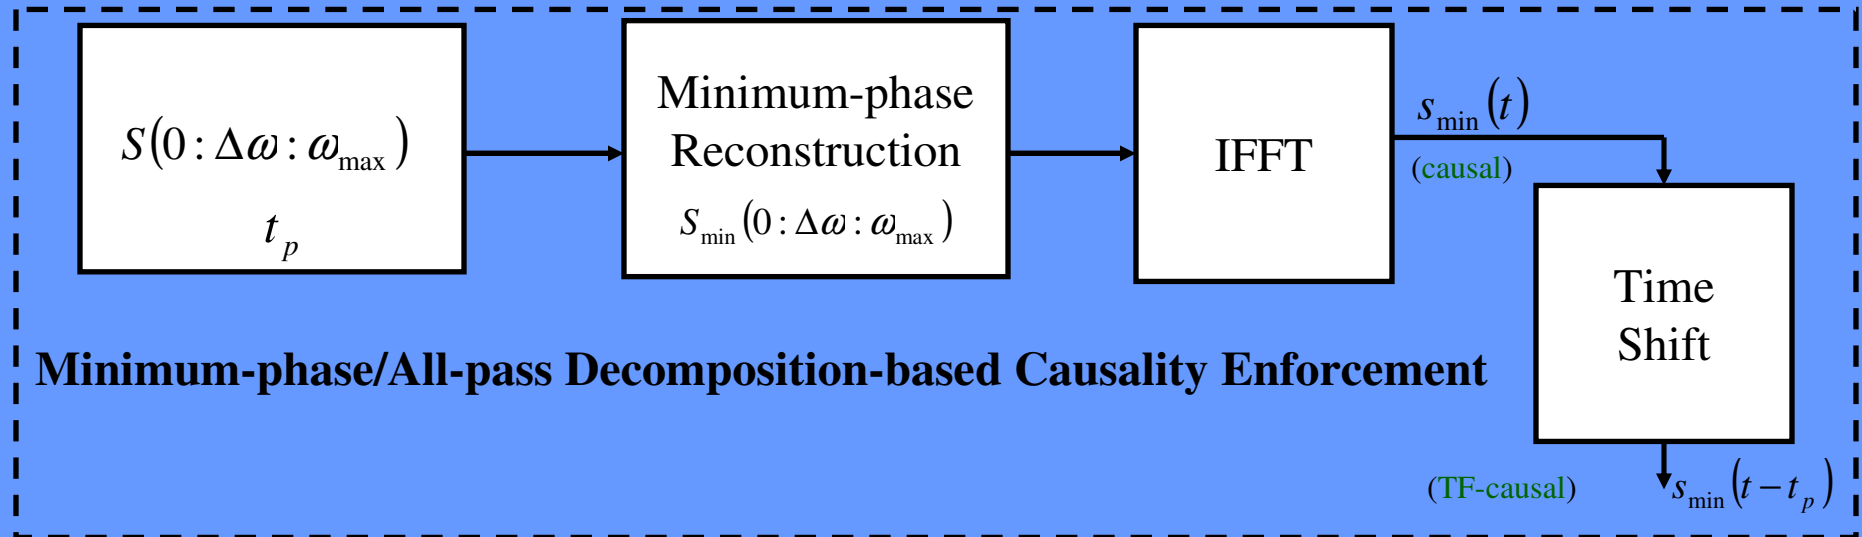 S(0 : Δω : ω_max)
t_p
Minimum-phase
Reconstruction
S_min(0 : Δω : ω_max)
IFFT
s_min(t)
(causal)
Time
Shift
Minimum-phase/All-pass Decomposition-based Causality Enforcement
(TF-causal)
s_min(t − t_p)